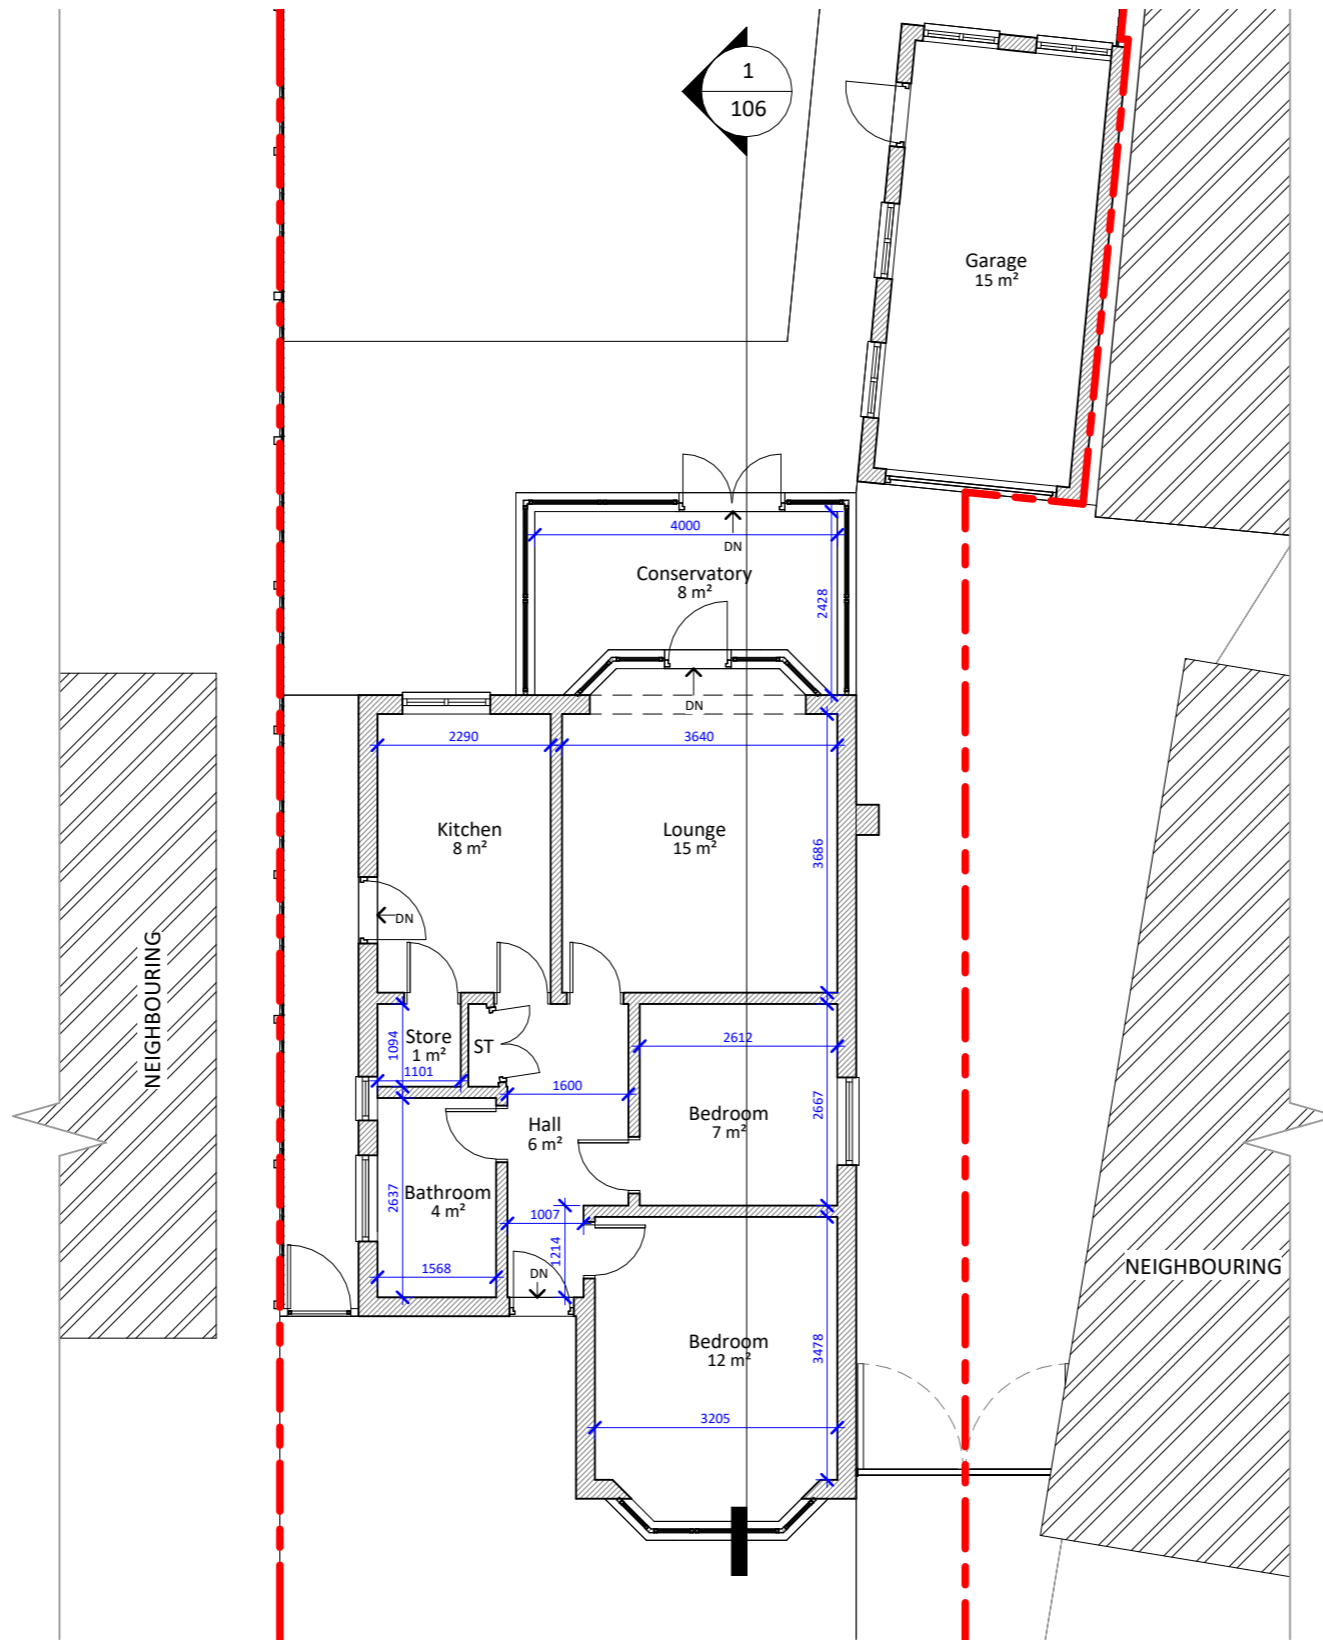 1
106
Garage
15 m²
4000
DN
Conservatory
8 m²
2428
DN
2290
3640
Kitchen
8 m²
Lounge
15 m²
3686
DN
NEIGHBOURING
Store
1 m²
1094
1101
ST
2612
1600
Hall
6 m²
Bedroom
7 m²
2667
Bathroom
4 m²
2637
1007
1214
1568
DN
NEIGHBOURING
Bedroom
12 m²
3478
3205